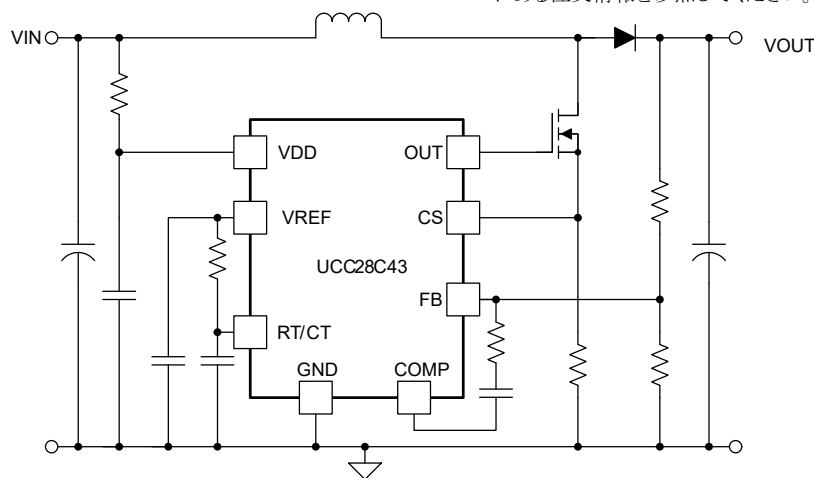 VIN
VOUT
VDD
OUT
VREF
CS
UCC28C43
FB
RT/CT
GND
COMP